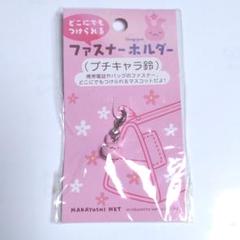 どこにでも
つけられる
ファスナーホルダー
(プチキャラ鈴)
携帯電話やバッグのファスナー、
どこにでもつけられるマスコットだよ!
NAKAYOSHI NET